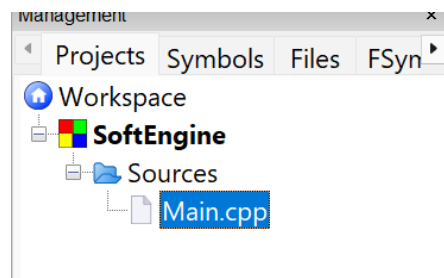 Management x
Projects Symbols Files FSym
Workspace
SoftEngine
Sources
Main.cpp